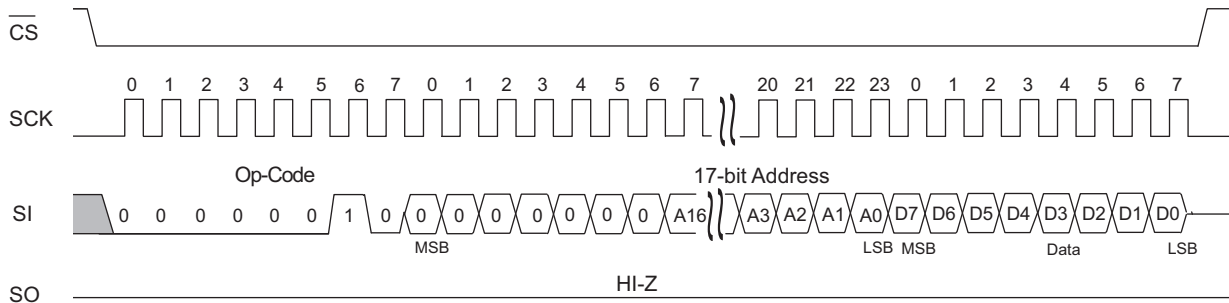 CS
0 1 2 3 4 5 6 7 0 1 2 3 4 5 6 7 20 21 22 23 0 1 2 3 4 5 6 7
SCK
Op-Code 17-bit Address
SI 0 0 0 0 0 0 1 0 0 0 0 0 0 0 0 A16 A3 A2 A1 A0 D7 D6 D5 D4 D3 D2 D1 D0
MSB LSB MSB Data LSB
HI-Z
SO